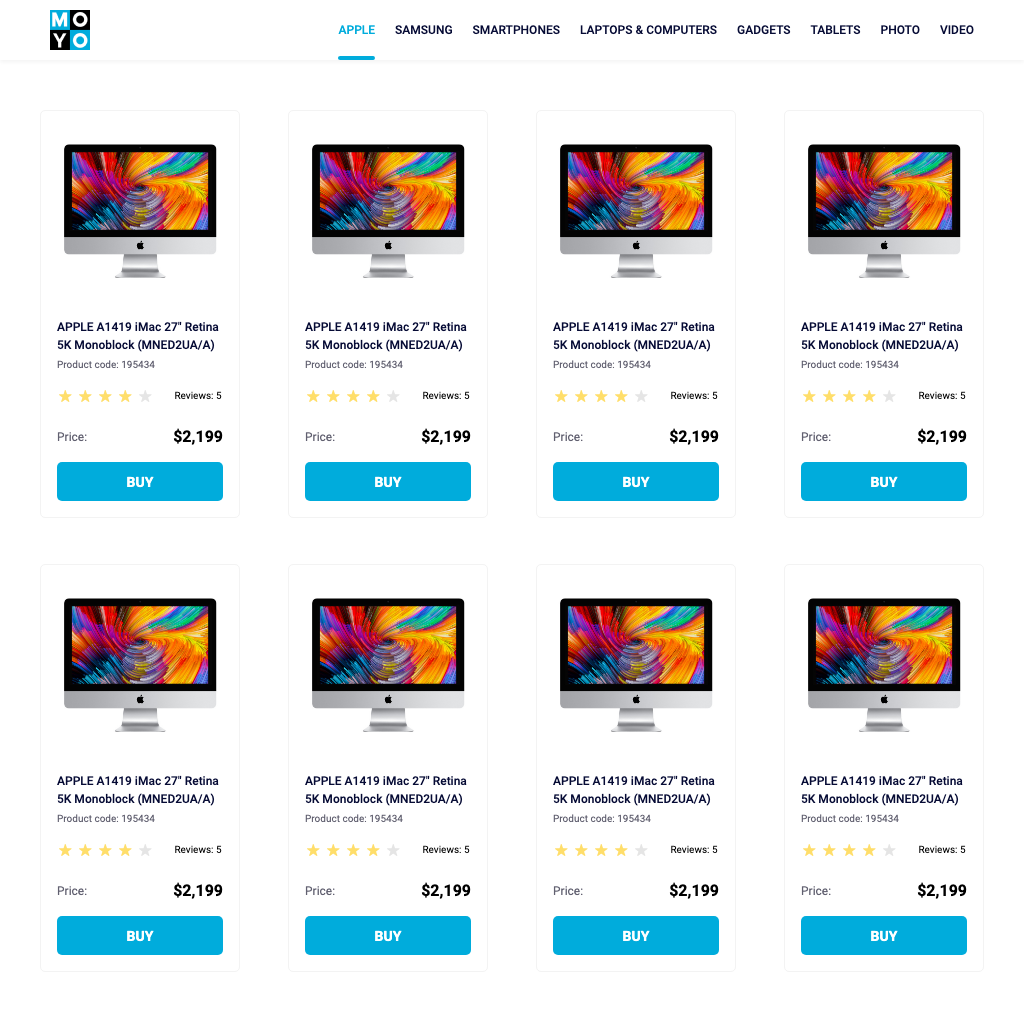 MO
YO
APPLE SAMSUNG SMARTPHONES LAPTOPS & COMPUTERS GADGETS TABLETS PHOTO VIDEO
APPLE A1419 iMac 27" Retina
5K Monoblock (MNED2UA/A)
Product code: 195434
Reviews: 5
Price: $2,199
BUY
APPLE A1419 iMac 27" Retina
5K Monoblock (MNED2UA/A)
Product code: 195434
Reviews: 5
Price: $2,199
BUY
APPLE A1419 iMac 27" Retina
5K Monoblock (MNED2UA/A)
Product code: 195434
Reviews: 5
Price: $2,199
BUY
APPLE A1419 iMac 27" Retina
5K Monoblock (MNED2UA/A)
Product code: 195434
Reviews: 5
Price: $2,199
BUY
APPLE A1419 iMac 27" Retina
5K Monoblock (MNED2UA/A)
Product code: 195434
Reviews: 5
Price: $2,199
BUY
APPLE A1419 iMac 27" Retina
5K Monoblock (MNED2UA/A)
Product code: 195434
Reviews: 5
Price: $2,199
BUY
APPLE A1419 iMac 27" Retina
5K Monoblock (MNED2UA/A)
Product code: 195434
Reviews: 5
Price: $2,199
BUY
APPLE A1419 iMac 27" Retina
5K Monoblock (MNED2UA/A)
Product code: 195434
Reviews: 5
Price: $2,199
BUY